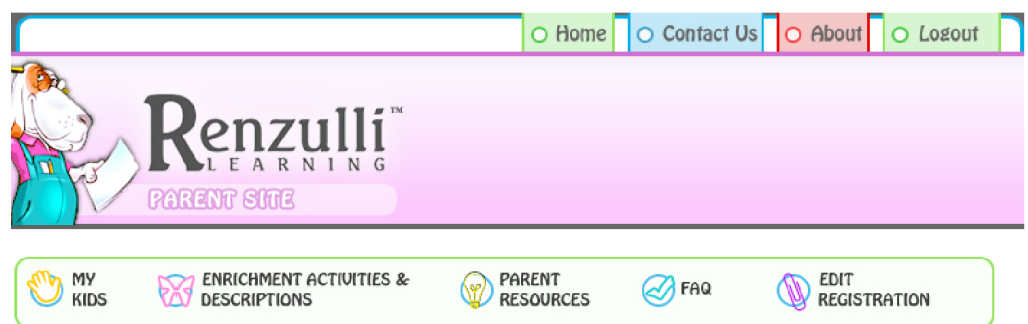 Home Contact Us About Logout
Renzulli™
LEARNING
PARENT SITE
MY KIDS
ENRICHMENT ACTIVITIES &
DESCRIPTIONS
PARENT
RESOURCES
FAQ
EDIT
REGISTRATION